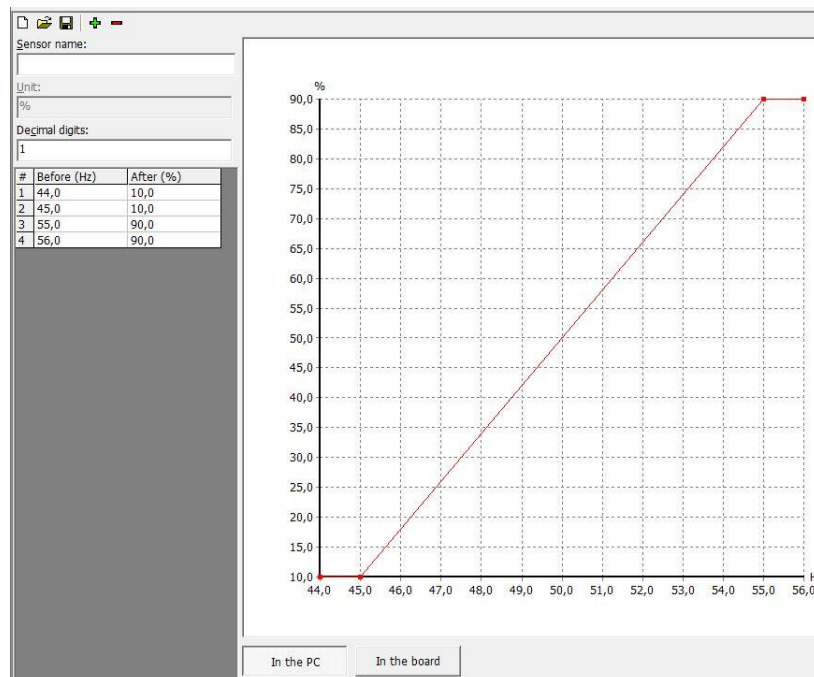 Sensor name:
Unit:
%
Decimal digits:
1
# Before (Hz) After (%)
1 44,0 10,0
2 45,0 10,0
3 55,0 90,0
4 56,0 90,0
%
90,0
85,0
80,0
75,0
70,0
65,0
60,0
55,0
50,0
45,0
40,0
35,0
30,0
25,0
20,0
15,0
10,0
44,0 45,0 46,0 47,0 48,0 49,0 50,0 51,0 52,0 53,0 54,0 55,0 56,0
In the PC In the board